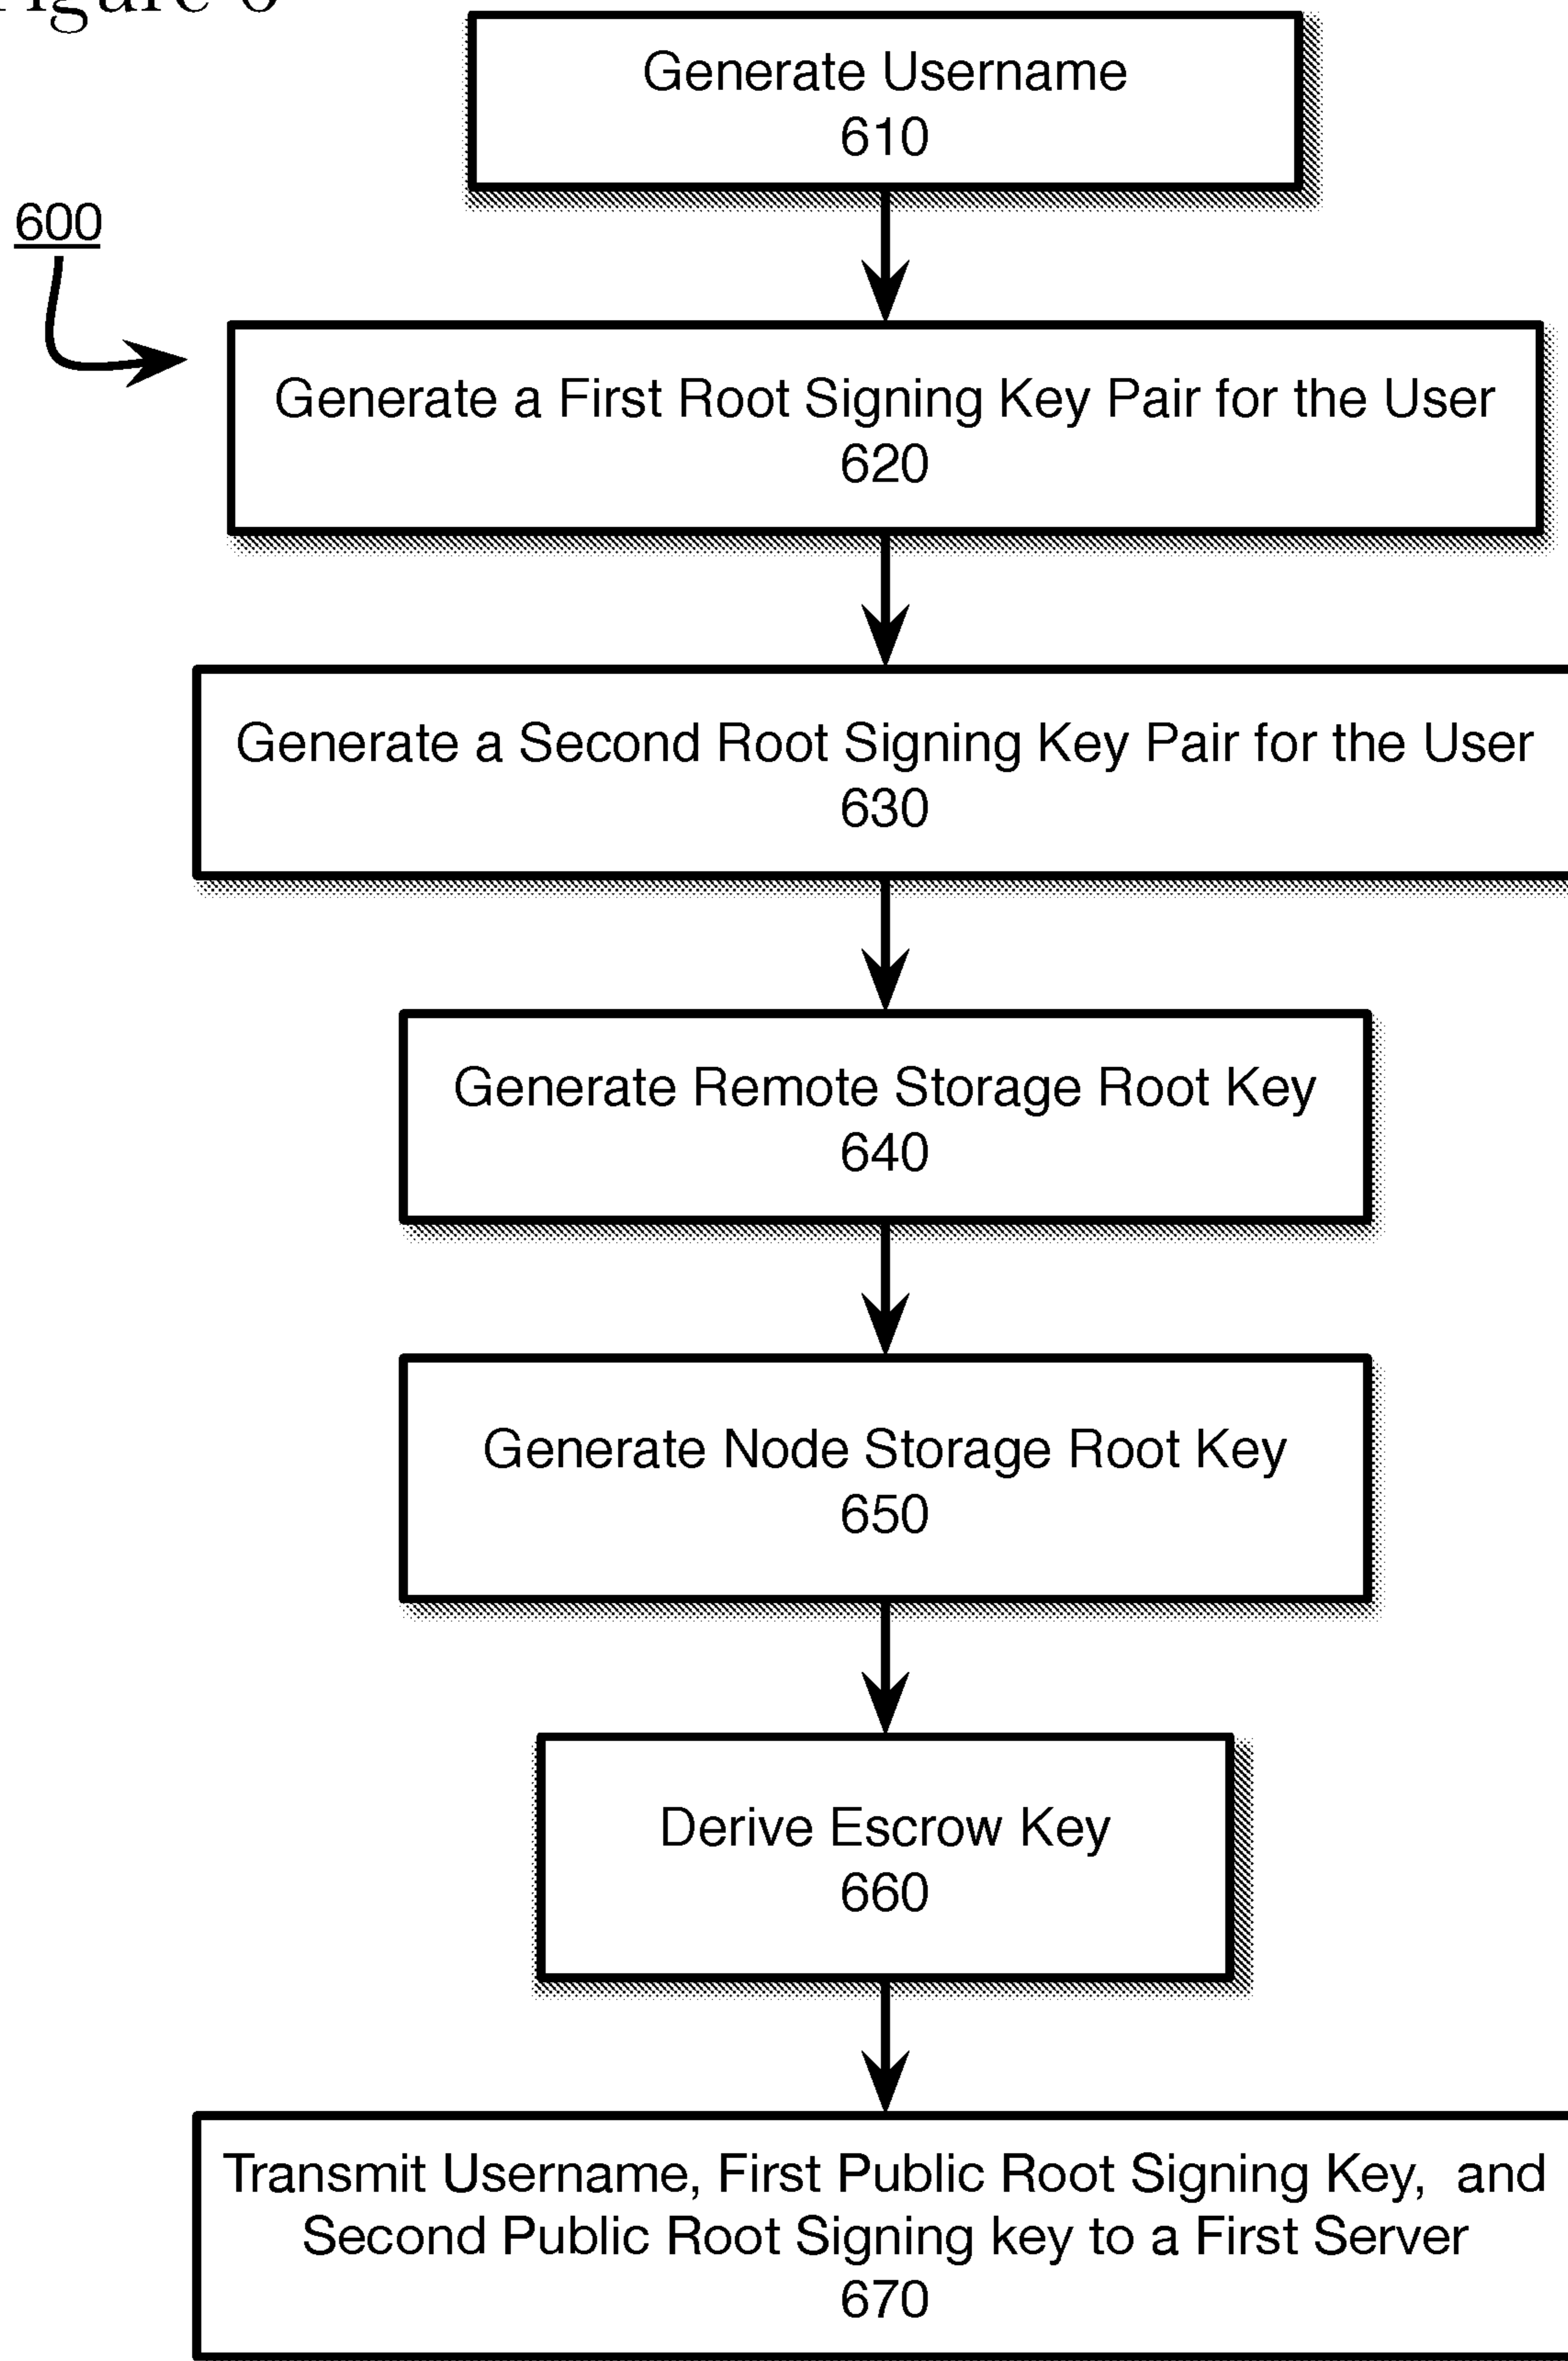 Figure 6
Generate Username
610
600
Generate a First Root Signing Key Pair for the User
620
Generate a Second Root Signing Key Pair for the User
630
Generate Remote Storage Root Key
640
Generate Node Storage Root Key
650
Derive Escrow Key
660
Transmit Username, First Public Root Signing Key, and
Second Public Root Signing key to a First Server
670